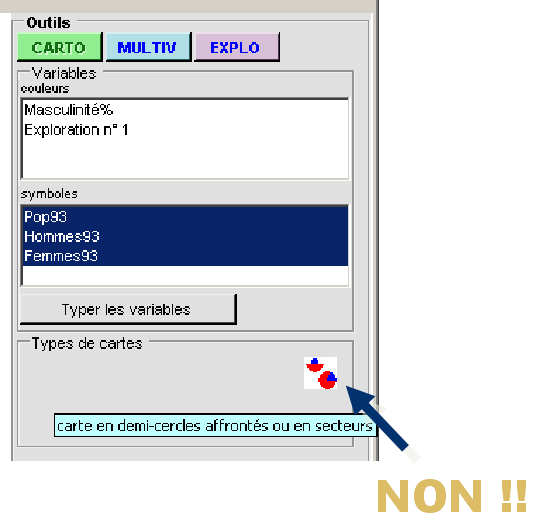 Outils
CARTO MULTIV EXPLO
Variables
couleurs
Masculinité%
Exploration n° 1
symboles
Pop93
Hommes93
Femmes93
Typer les variables
Types de cartes
carte en demi-cercles affrontés ou en secteurs
NON !!